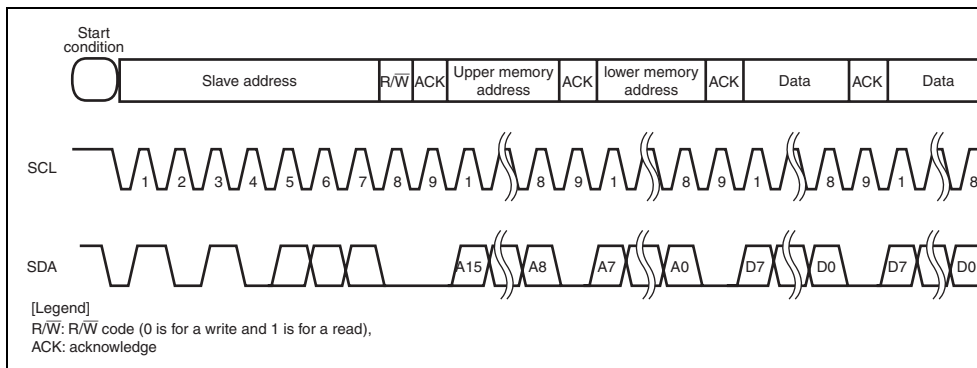 Start
condition
Slave address R/W̅ ACK Upper memory address ACK lower memory address ACK Data ACK Data
SCL 1 2 3 4 5 6 7 8 9 1 8 9 1 8 9 1 8 9 1 8
SDA A15 A8 A7 A0 D7 D0 D7 D0
[Legend]
R/W̅: R/W̅ code (0 is for a write and 1 is for a read),
ACK: acknowledge